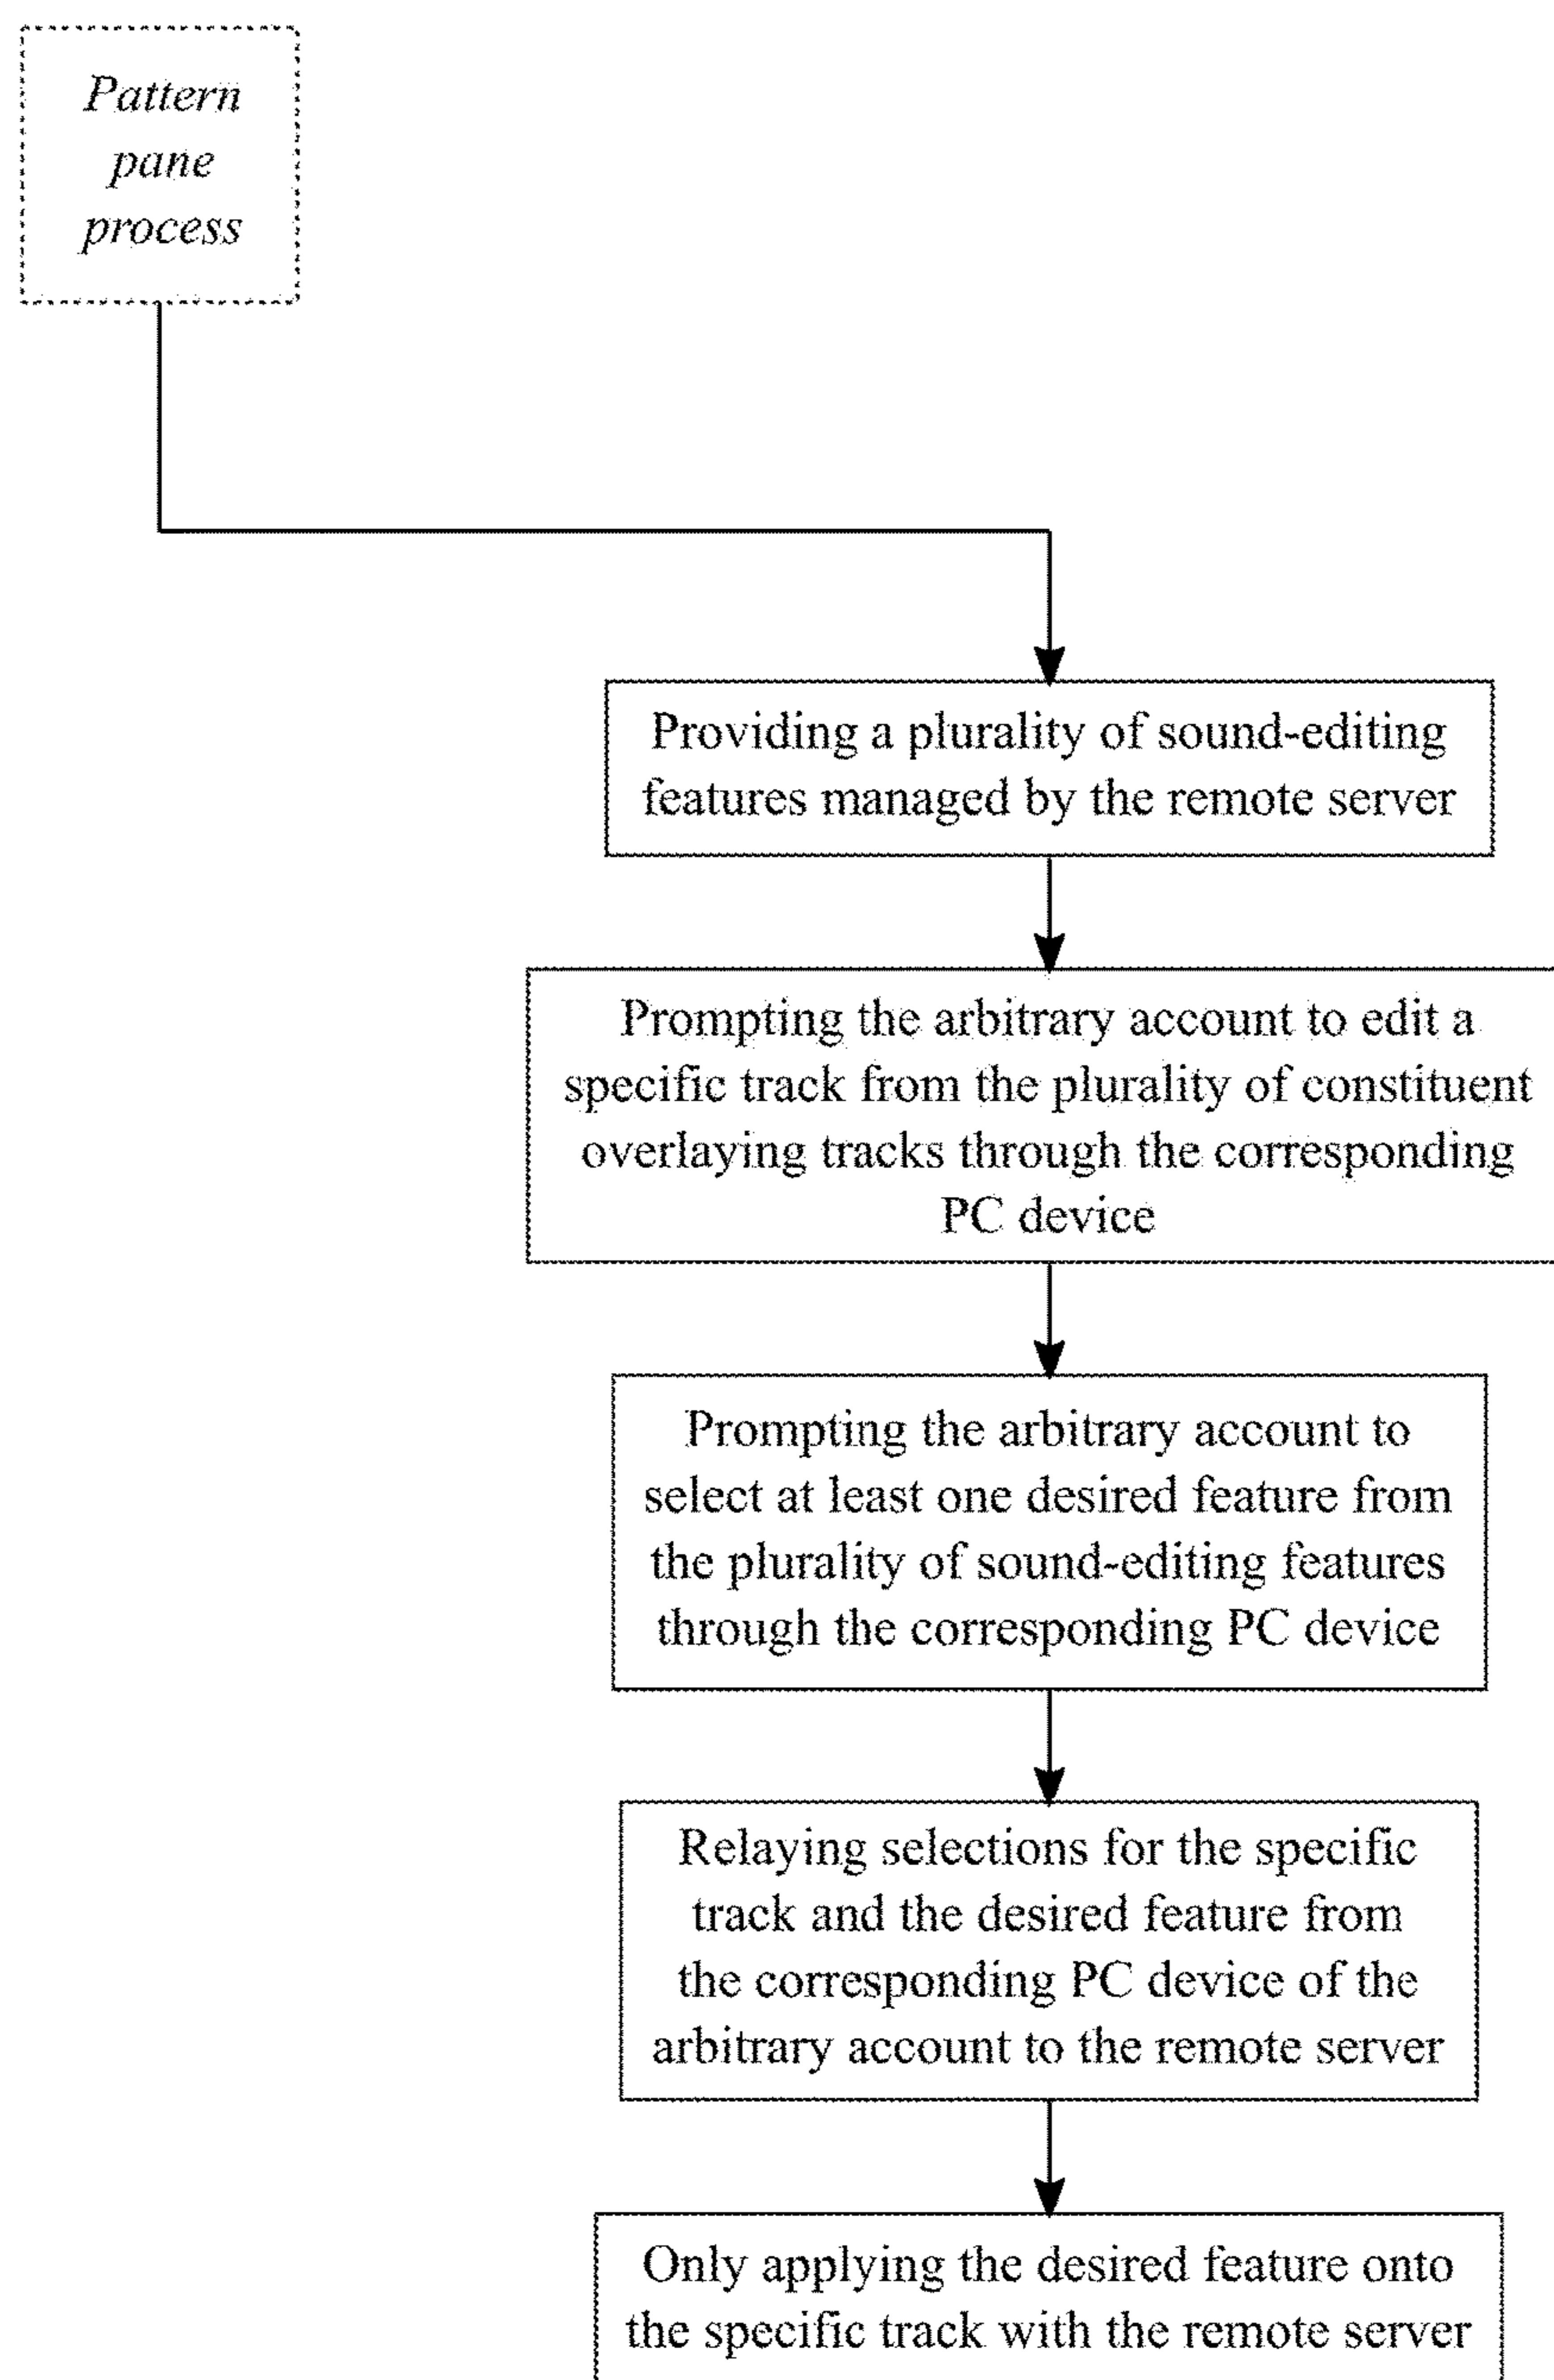 Pattern
pane
process
Providing a plurality of sound-editing
features managed by the remote server
Prompting the arbitrary account to edit a
specific track from the plurality of constituent
overlaying tracks through the corresponding
PC device
Prompting the arbitrary account to
select at least one desired feature from
the plurality of sound-editing features
through the corresponding PC device
Relaying selections for the specific
track and the desired feature from
the corresponding PC device of the
arbitrary account to the remote server
Only applying the desired feature onto
the specific track with the remote server